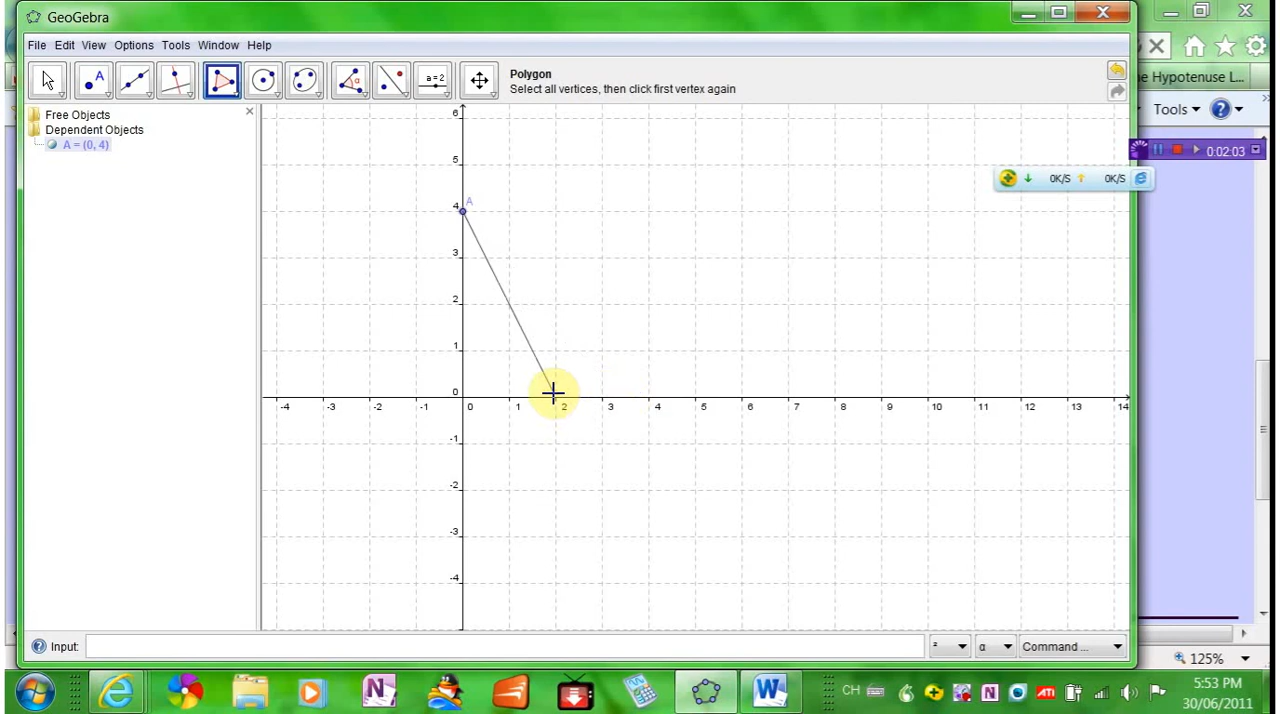 GeoGebra
File Edit View Options Tools Window Help
A
a = 2
Polygon
Select all vertices, then click first vertex again
he Hypotenuse L...
Tools
0:02:03
0K/S 0K/S
Free Objects
Dependent Objects
A = (0, 4)
6
5
4 A
3
2
1
0
-4 -3 -2 -1 0 1 2 3 4 5 6 7 8 9 10 11 12 13 14
-1
-2
-3
-4
Input: ² α Command ...
125%
CH
5:53 PM
30/06/2011